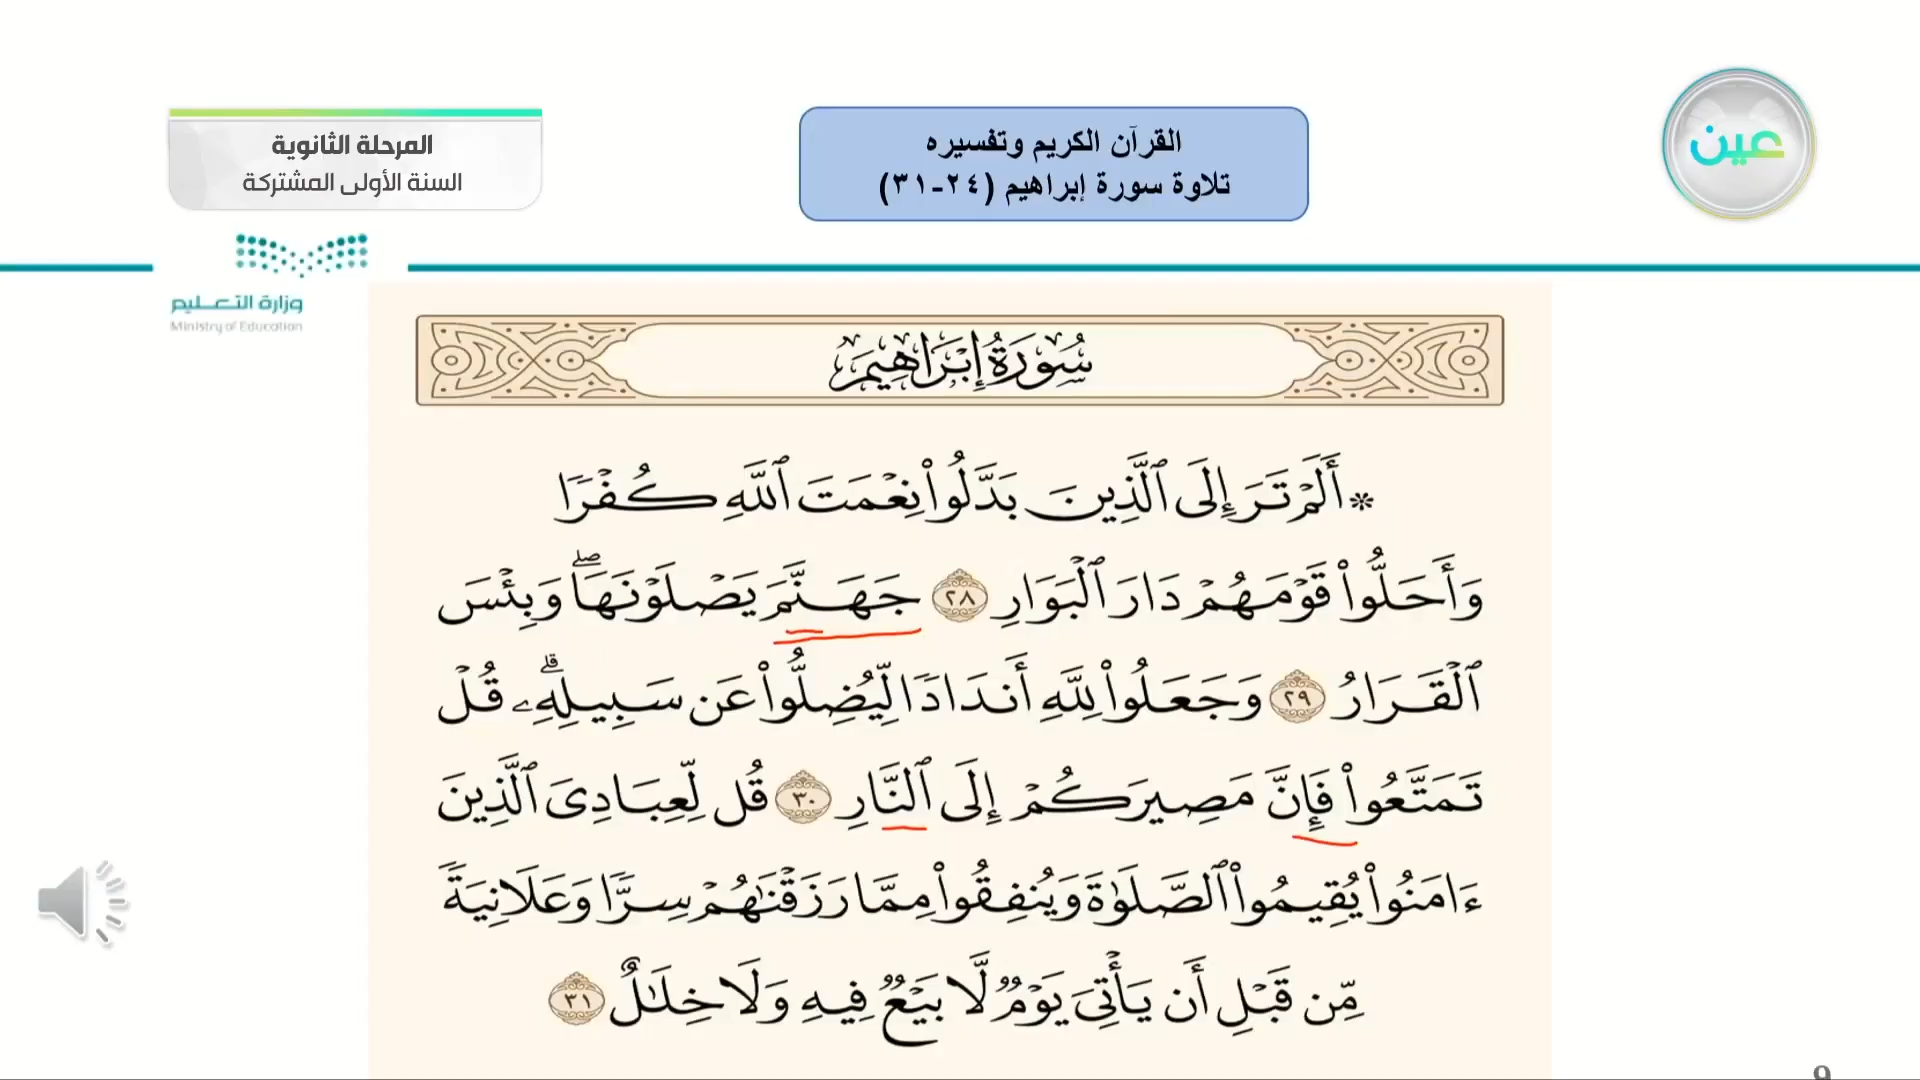 المرحلة الثانوية
السنة الأولى المشتركة
القرآن الكريم وتفسيره
تلاوة سورة إبراهيم (٢٤-٣١)
عين
وزارة التعليم
Ministry of Education
سُورَةُ إِبْرَاهِيمَ
۞ أَلَمْ تَرَ إِلَى ٱلَّذِينَ بَدَّلُوا۟ نِعْمَتَ ٱللَّهِ كُفْرًا
وَأَحَلُّوا۟ قَوْمَهُمْ دَارَ ٱلْبَوَارِ ٢٨ جَهَنَّمَ يَصْلَوْنَهَا ۖ وَبِئْسَ
ٱلْقَرَارُ ٢٩ وَجَعَلُوا۟ لِلَّهِ أَندَادًا لِّيُضِلُّوا۟ عَن سَبِيلِهِۦ ۗ قُلْ
تَمَتَّعُوا۟ فَإِنَّ مَصِيرَكُمْ إِلَى ٱلنَّارِ ٣٠ قُل لِّعِبَادِىَ ٱلَّذِينَ
ءَامَنُوا۟ يُقِيمُوا۟ ٱلصَّلَوٰةَ وَيُنفِقُوا۟ مِمَّا رَزَقْنَٰهُمْ سِرًّا وَعَلَانِيَةً
مِّن قَبْلِ أَن يَأْتِىَ يَوْمٌ لَّا بَيْعٌ فِيهِ وَلَا خِلَٰلٌ ٣١
9